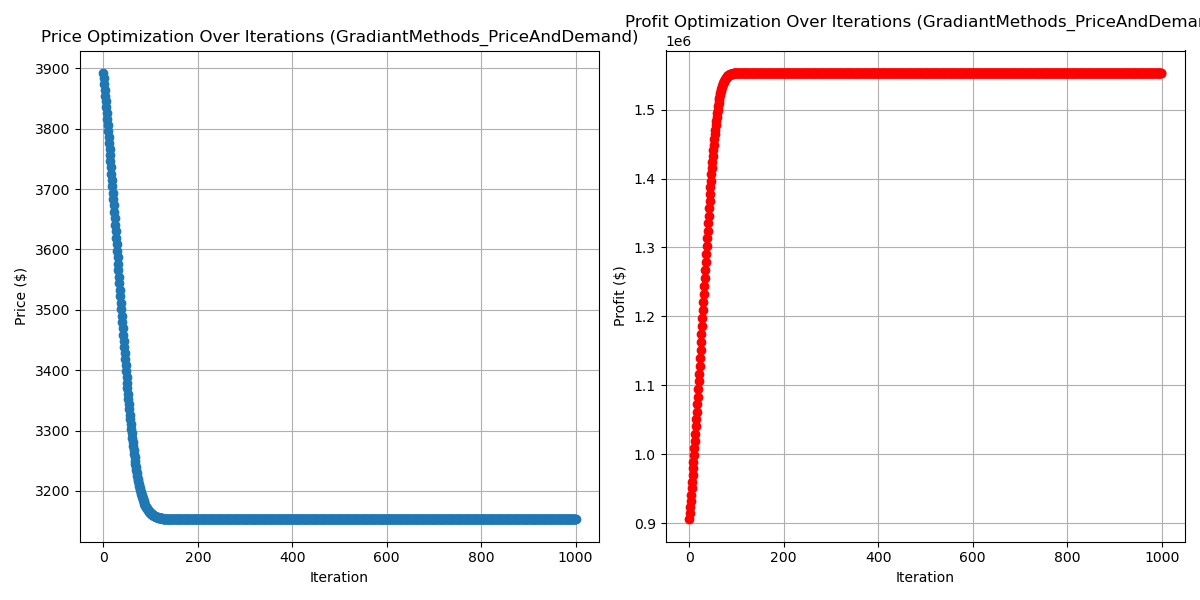 Price Optimization Over Iterations (GradiantMethods_PriceAndDemand)
3900
3800
3700
3600
3500
3400
3300
3200
Price ($)
0 200 400 600 800 1000
Iteration
Profit Optimization Over Iterations (GradiantMethods_PriceAndDema
1e6
1.5
1.4
1.3
1.2
1.1
1.0
0.9
Profit ($)
0 200 400 600 800 1000
Iteration